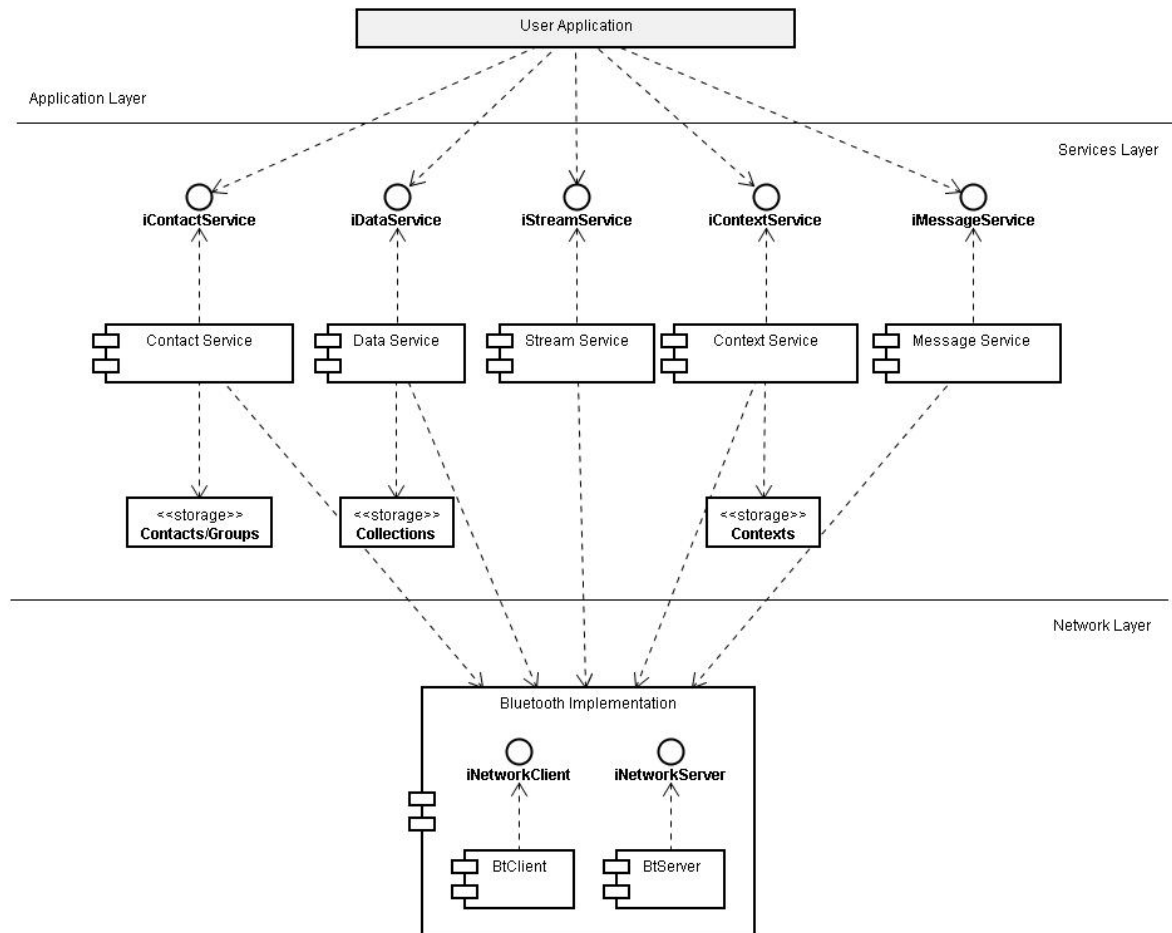 User Application
Application Layer
Services Layer
iContactService
iDataService
iStreamService
iContextService
iMessageService
Contact Service
Data Service
Stream Service
Context Service
Message Service
<<storage>>
Contacts/Groups
<<storage>>
Collections
<<storage>>
Contexts
Network Layer
Bluetooth Implementation
iNetworkClient
iNetworkServer
BtClient
BtServer